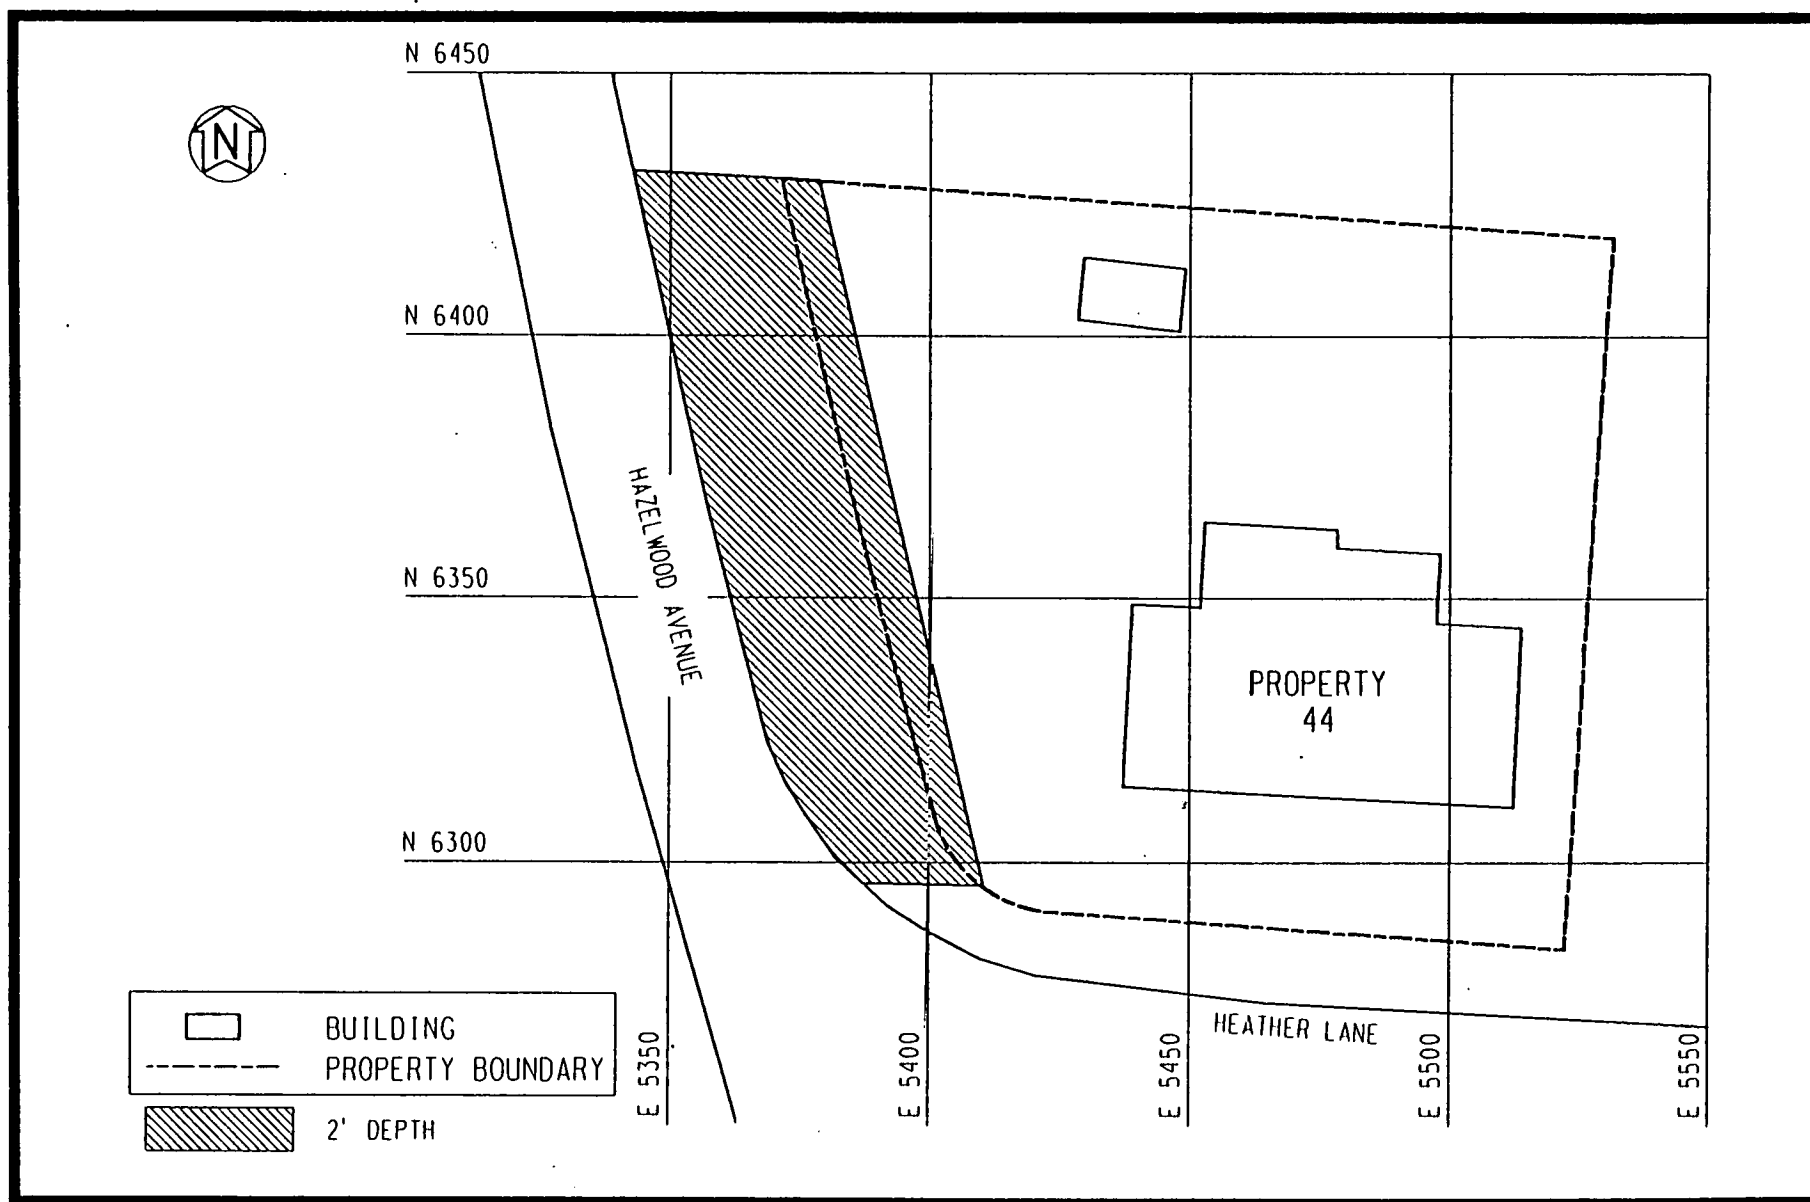 N 6450
N
N 6400
HAZELWOOD AVENUE
N 6350
PROPERTY
44
N 6300
HEATHER LANE
E 5350
E 5400
E 5450
E 5500
E 5550
BUILDING
PROPERTY BOUNDARY
2' DEPTH